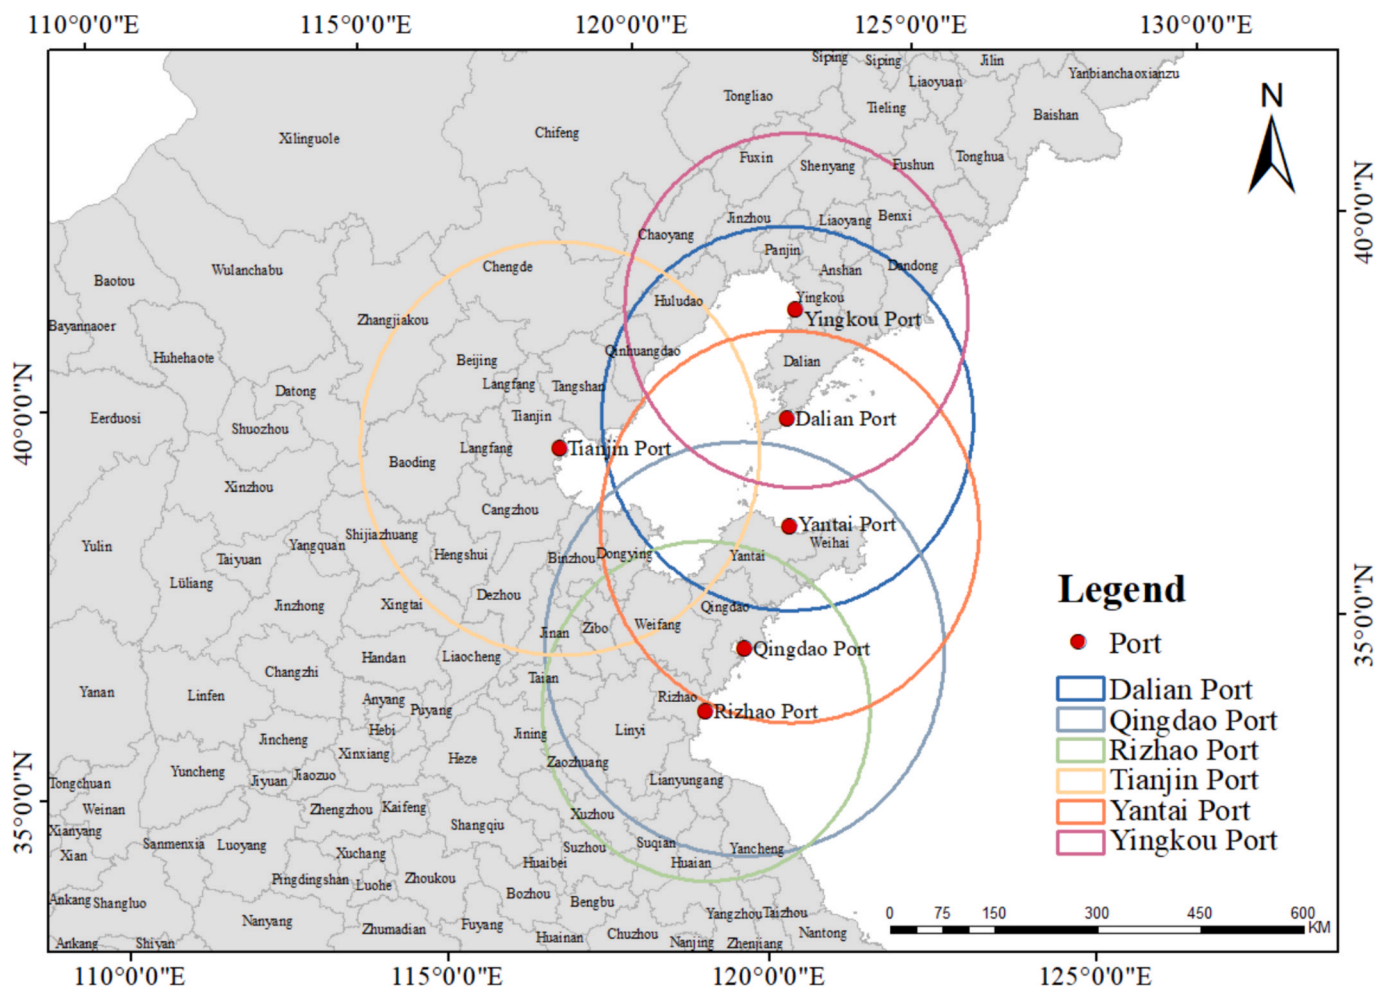 110°0'0"E 115°0'0"E 120°0'0"E 125°0'0"E 130°0'0"E
Siping Siping Jilin
Yanbianchaoxianzu
Liaoyuan
Tongliao
Tieling
Baishan
N
Xilinguole
Chifeng
Fuxin
Shenyang
Fushun
Tonghua
40°0'0"N
Jinzhou
Liaoyang
Benxi
Chaoyang
Panjin
Wulanchabu
Chengde
Anshan
Dandong
Baotou
Huludao
Yingkou
Yingkou Port
Bayannaoer
Zhangjiakou
Huhehaote
Beijing
Qinhuangdao
Dalian
Datong
Langfang
Tangshan
40°0'0"N
Eerduosi
Shuozhou
Tianjin
Dalian Port
Langfang
Tianjin Port
Baoding
Xinzhou
Cangzhou
Yantai Port
Weihai
Yulin
Yangquan
Shijiazhuang
Taiyuan
Hengshui
Binzhou
Dongying
Yantai
Lüliang
Jinzhong
Xingtai
Dezhou
Qingdao
Legend
35°0'0"N
Jinan
Zibo
Weifang
Port
Changzhi
Handan
Liaocheng
Qingdao Port
Taian
Yanan
Linfen
Anyang
Puyang
Rizhao
Rizhao Port
Dalian Port
Hebi
Jining
Linyi
Qingdao Port
Jincheng
Xinxiang
Heze
Zaozhuang
Rizhao Port
Tongchuan
Yuncheng
Jiyuan
Jiaozuo
Lianyungang
Tianjin Port
35°0'0"N
Weinan
Zhengzhou
Kaifeng
Xuzhou
Yantai Port
Xianyang
Shangqiu
Xian
Sanmenxia
Luoyang
Xuchang
Suzhou
Suqian
Yancheng
Yingkou Port
Huaibei
Huaian
Pingdingshan
Luohe
Zhoukou
Bozhou
Bengbu
Ankang
Shangluo
Nanyang
Zhumadian
Fuyang
Yangzhou
Taizhou
0 75 150 300 450 600
KM
Ankang
Shiyan
Huainan
Chuzhou
Nanjing
Zhenjiang
Nantong
110°0'0"E 115°0'0"E 120°0'0"E 125°0'0"E